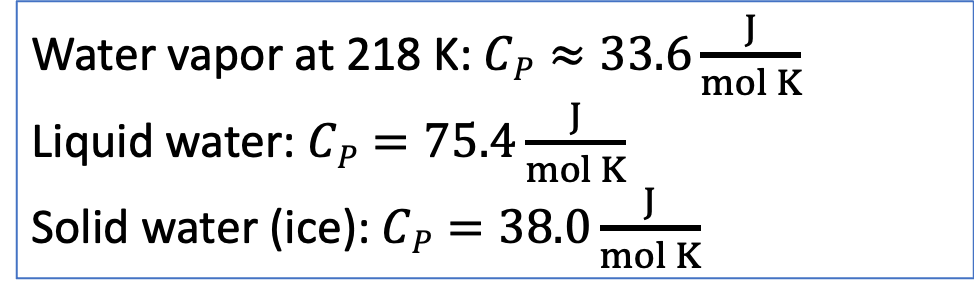 Water vapor at 218 K: C_P ≈ 33.6 J/(mol K)
Liquid water: C_P = 75.4 J/(mol K)
Solid water (ice): C_P = 38.0 J/(mol K)